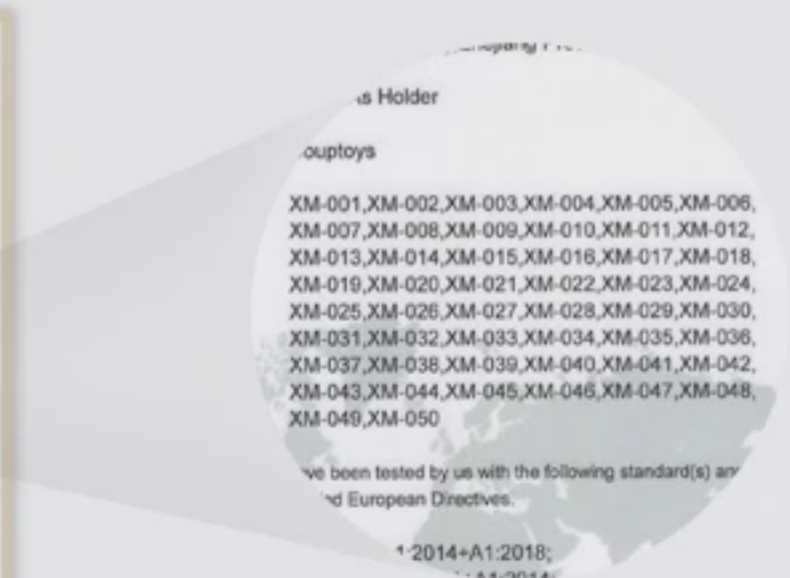 Holder
ouptoys
XM-001,XM-002,XM-003,XM-004,XM-005,XM-006,
XM-007,XM-008,XM-009,XM-010,XM-011,XM-012,
XM-013,XM-014,XM-015,XM-016,XM-017,XM-018,
XM-019,XM-020,XM-021,XM-022,XM-023,XM-024,
XM-025,XM-026,XM-027,XM-028,XM-029,XM-030,
XM-031,XM-032,XM-033,XM-034,XM-035,XM-036,
XM-037,XM-038,XM-039,XM-040,XM-041,XM-042,
XM-043,XM-044,XM-045,XM-046,XM-047,XM-048,
XM-049,XM-050
ve been tested by us with the following standard(s) an
ed European Directives.
1:2014+A1:2018;